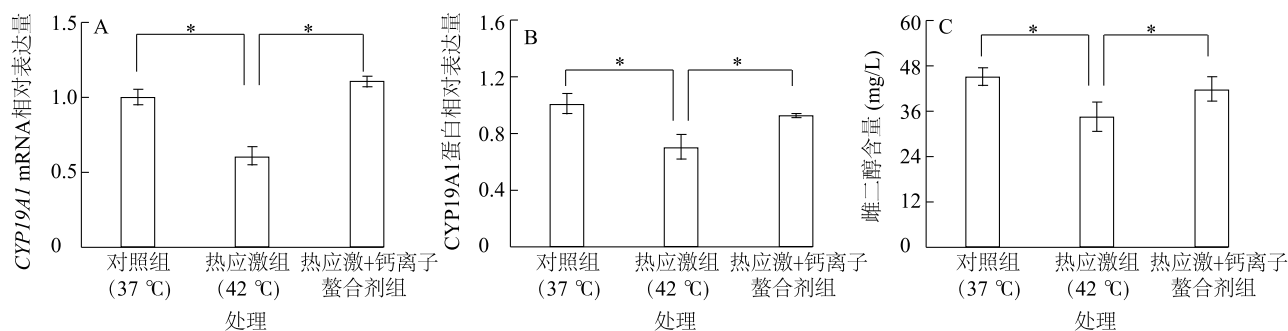 A
CYP19A1 mRNA相对表达量
1.5
1.0
0.5
0
*
*
对照组
(37 ℃)
热应激组
(42 ℃)
热应激+钙离子
螯合剂组
处理
B
CYP19A1蛋白相对表达量
1.6
1.2
0.8
0.4
0
*
*
对照组
(37 ℃)
热应激组
(42 ℃)
热应激+钙离子
螯合剂组
处理
C
雌二醇含量 (mg/L)
60
48
36
24
12
0
*
*
对照组
(37 ℃)
热应激组
(42 ℃)
热应激+钙离子
螯合剂组
处理